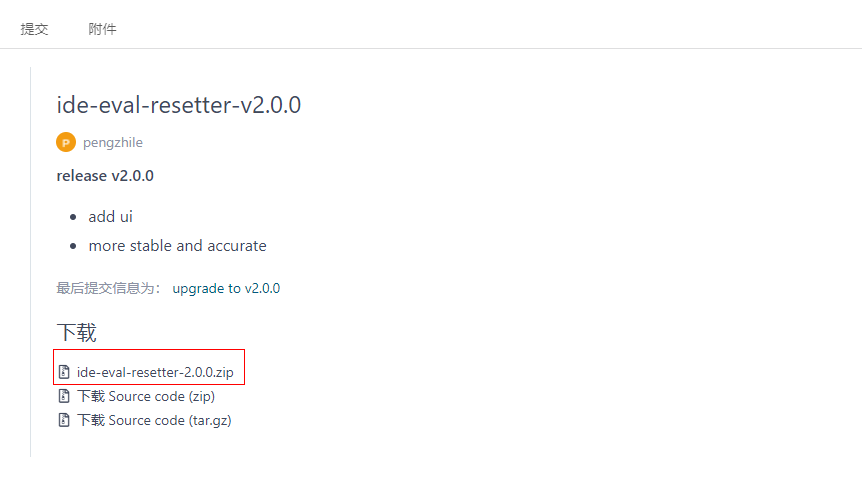 提交 附件
ide-eval-resetter-v2.0.0
P pengzhile
release v2.0.0
add ui
more stable and accurate
最后提交信息为： upgrade to v2.0.0
下载
ide-eval-resetter-2.0.0.zip
下载 Source code (zip)
下载 Source code (tar.gz)